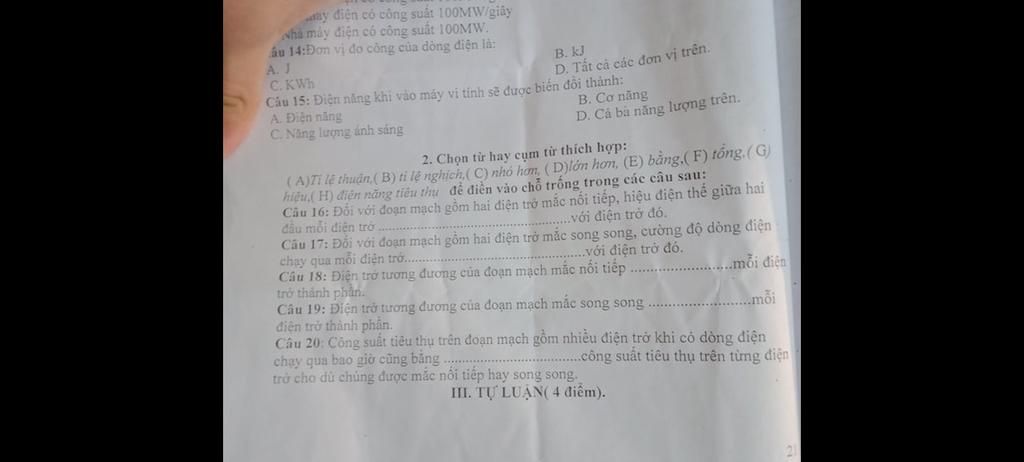 máy điện có công suất 100MW/giây
Nhà máy điện có công suất 100MW.
âu 14:Đơn vị đo công của dòng điện là:
A. J
B. kJ
C. KWh
D. Tất cả các đơn vị trên.
Câu 15: Điện năng khi vào máy vi tính sẽ được biến đổi thành:
A. Điện năng
B. Cơ năng
C. Năng lượng ánh sáng
D. Cả ba năng lượng trên.
2. Chọn từ hay cụm từ thích hợp:
( A)Tỉ lệ thuận,( B) tỉ lệ nghịch,( C) nhỏ hơn, ( D)lớn hơn, (E) bằng,( F) tổng,( G)
hiệu,( H) điện năng tiêu thụ để điền vào chỗ trống trong các câu sau:
Câu 16: Đối với đoạn mạch gồm hai điện trở mắc nối tiếp, hiệu điện thế giữa hai
đầu mỗi điện trở ........................................................với điện trở đó.
Câu 17: Đối với đoạn mạch gồm hai điện trở mắc song song, cường độ dòng điện
chạy qua mỗi điện trở.....................................................với điện trở đó.
Câu 18: Điện trở tương đương của đoạn mạch mắc nối tiếp ..............................mỗi điện
trở thành phần.
Câu 19: Điện trở tương đương của đoạn mạch mắc song song ..............................mỗi
điện trở thành phần.
Câu 20: Công suất tiêu thụ trên đoạn mạch gồm nhiều điện trở khi có dòng điện
chạy qua bao giờ cũng bằng ........................................công suất tiêu thụ trên từng điện
trở cho dù chúng được mắc nối tiếp hay song song.
III. TỰ LUẬN( 4 điểm).
21